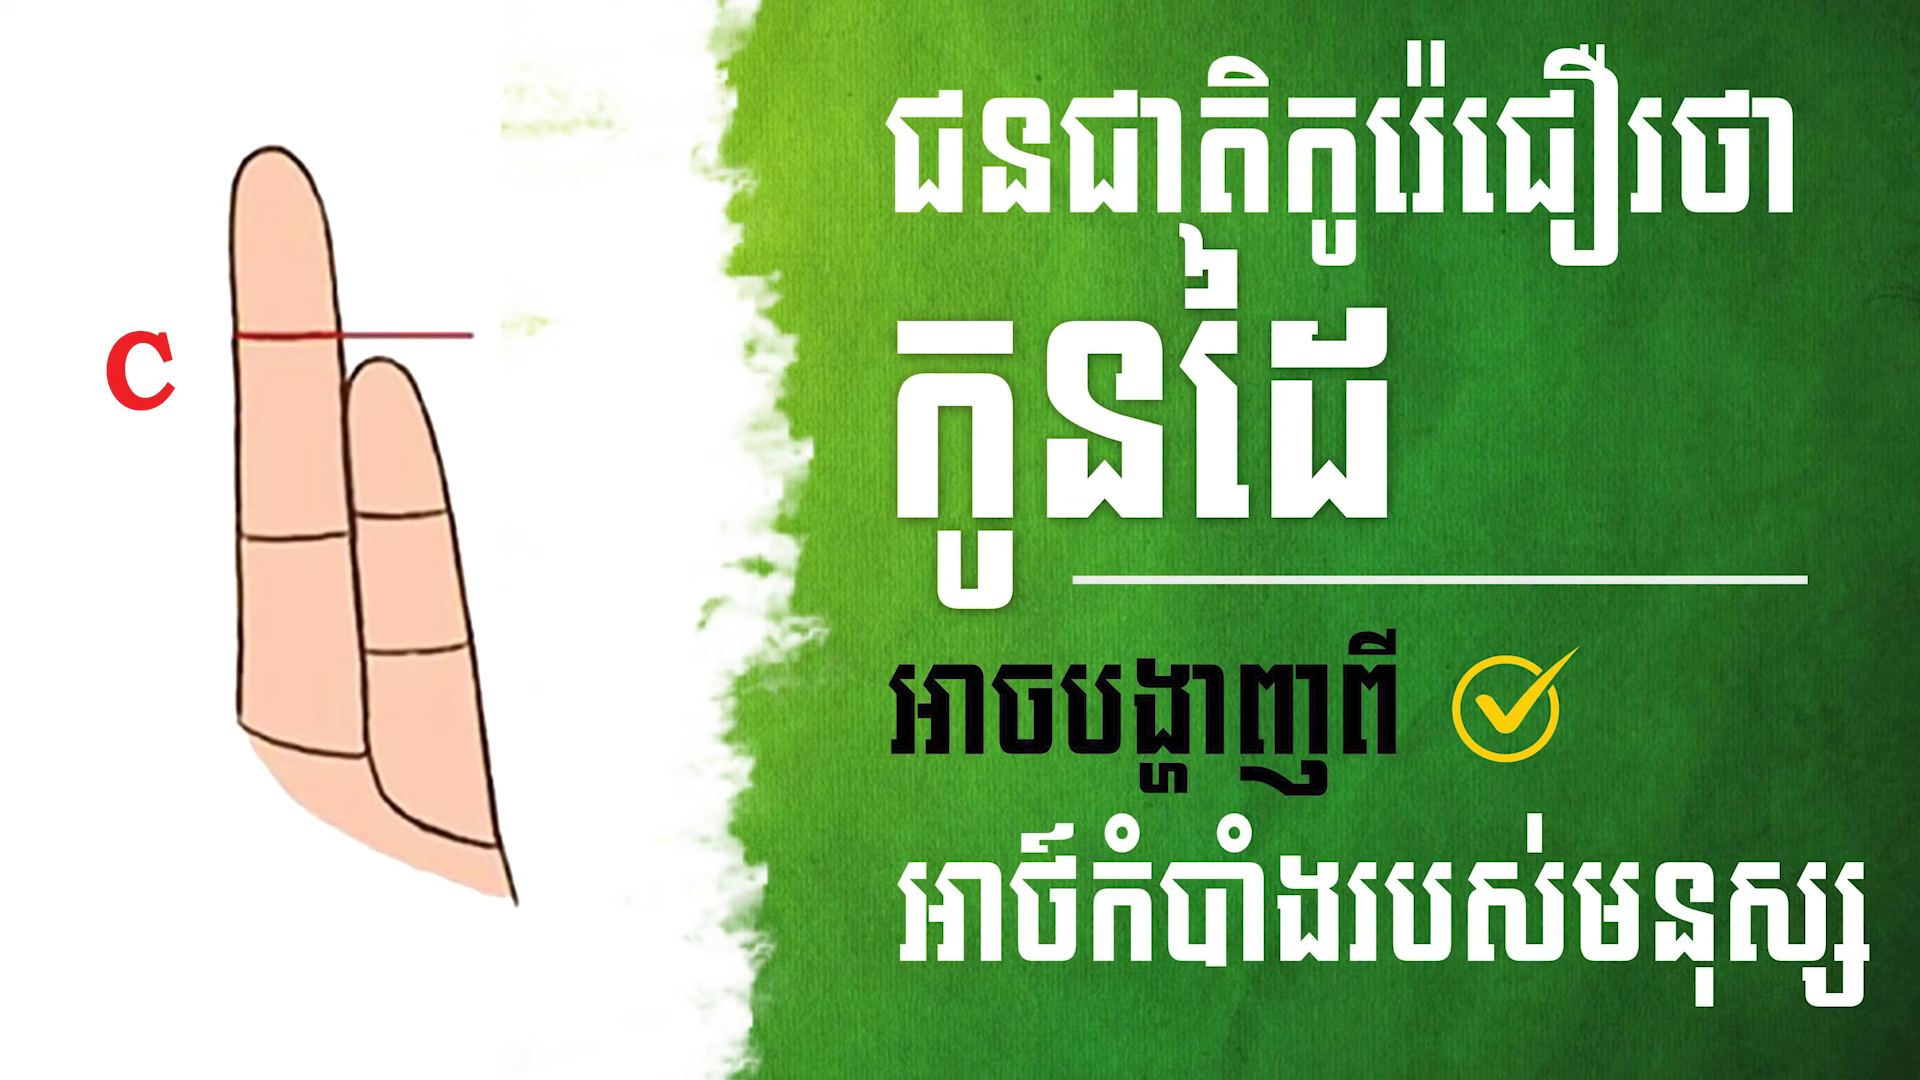 C
ជនជាតិកូរ៉េជឿរថា
កូនដៃ
អាចបង្ហាញពី
អាថ៍កំបាំងរបស់មនុស្ស